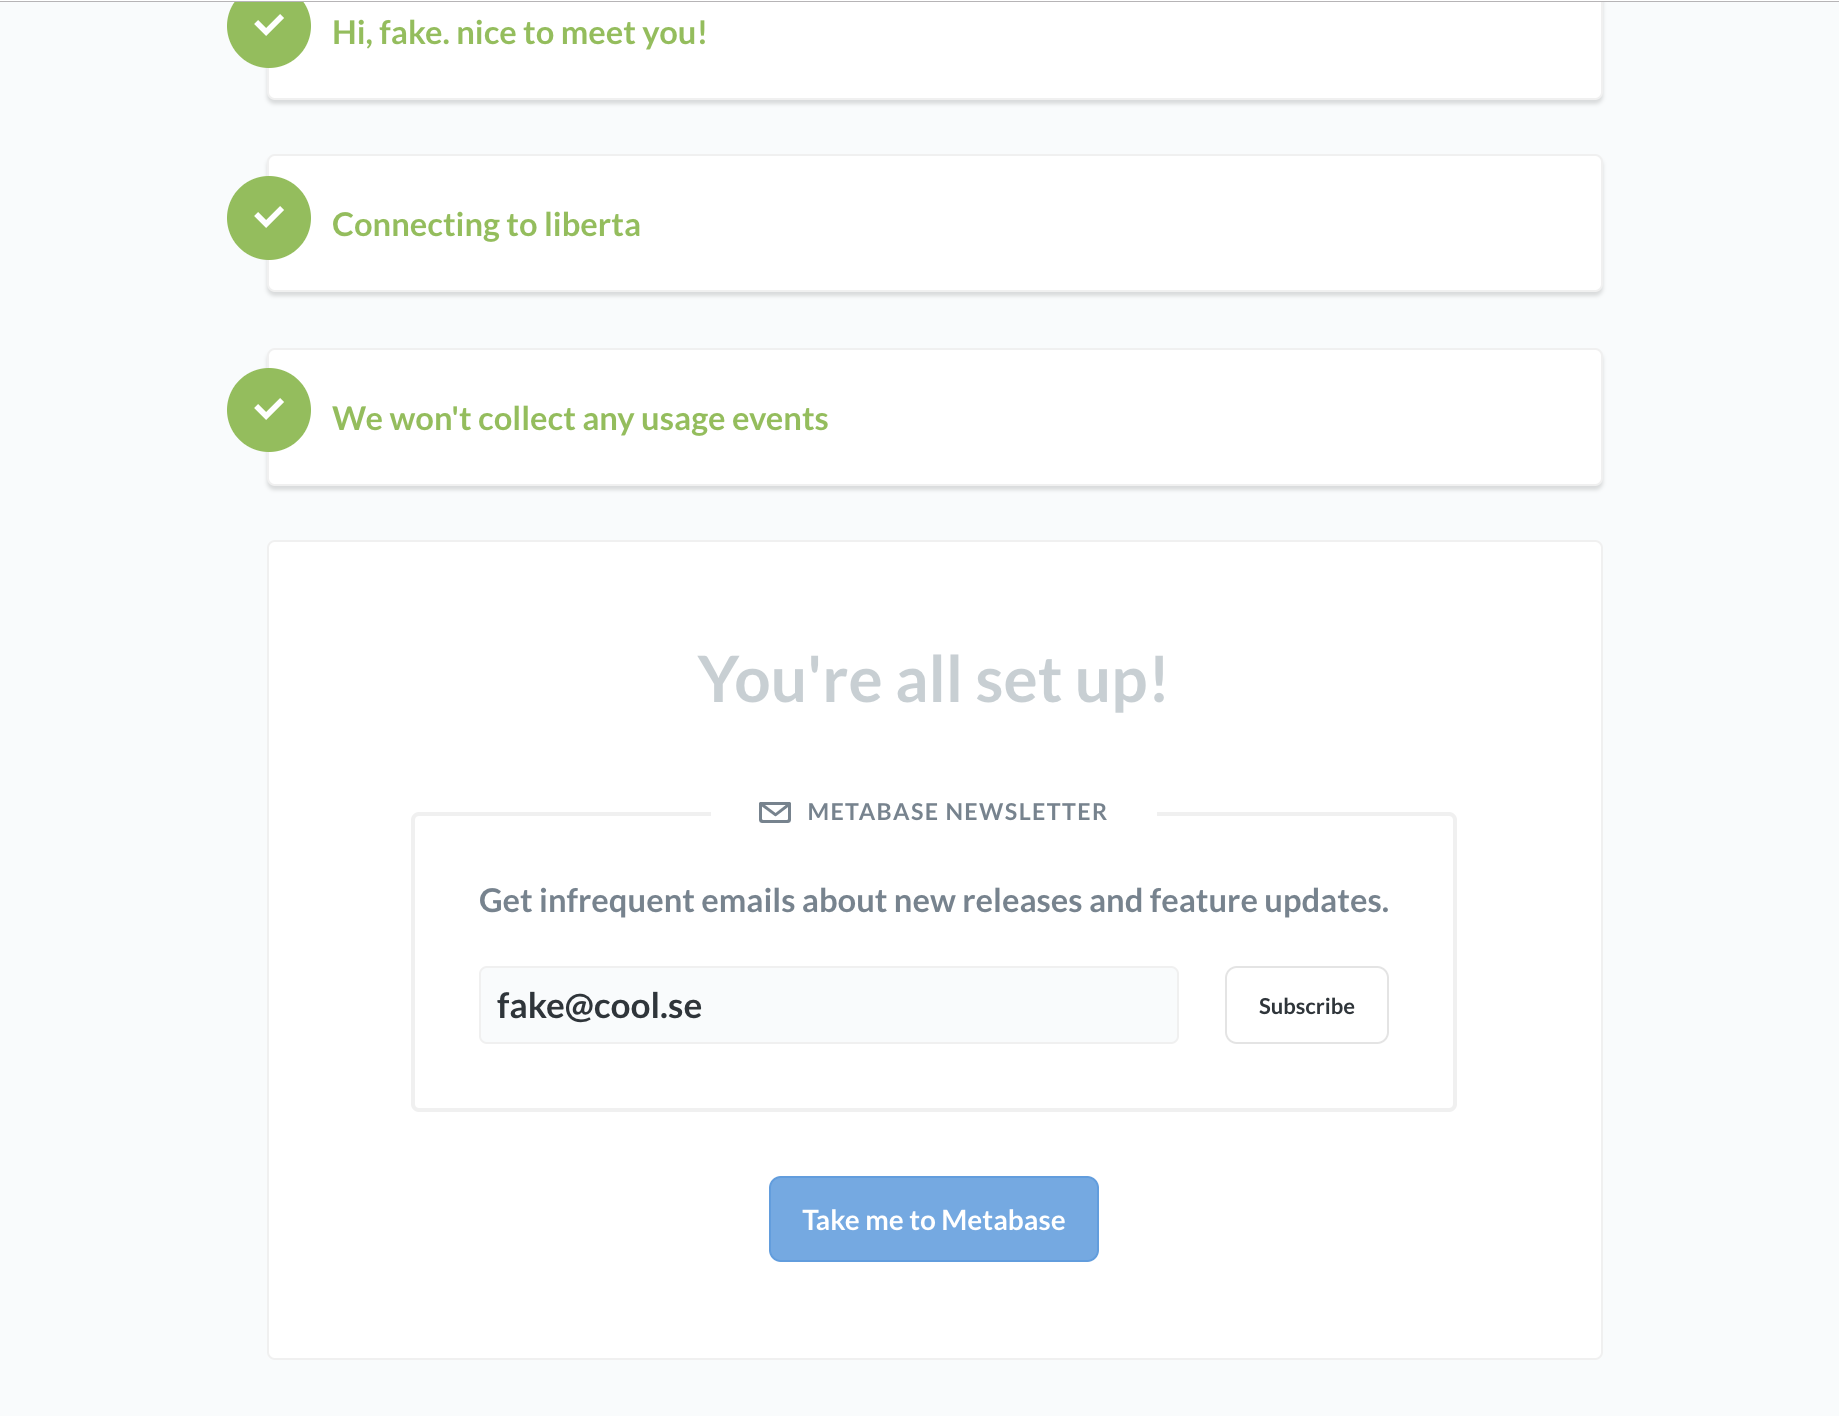 Hi, fake. nice to meet you!
Connecting to liberta
We won't collect any usage events
You're all set up!
METABASE NEWSLETTER
Get infrequent emails about new releases and feature updates.
fake@cool.se
Subscribe
Take me to Metabase